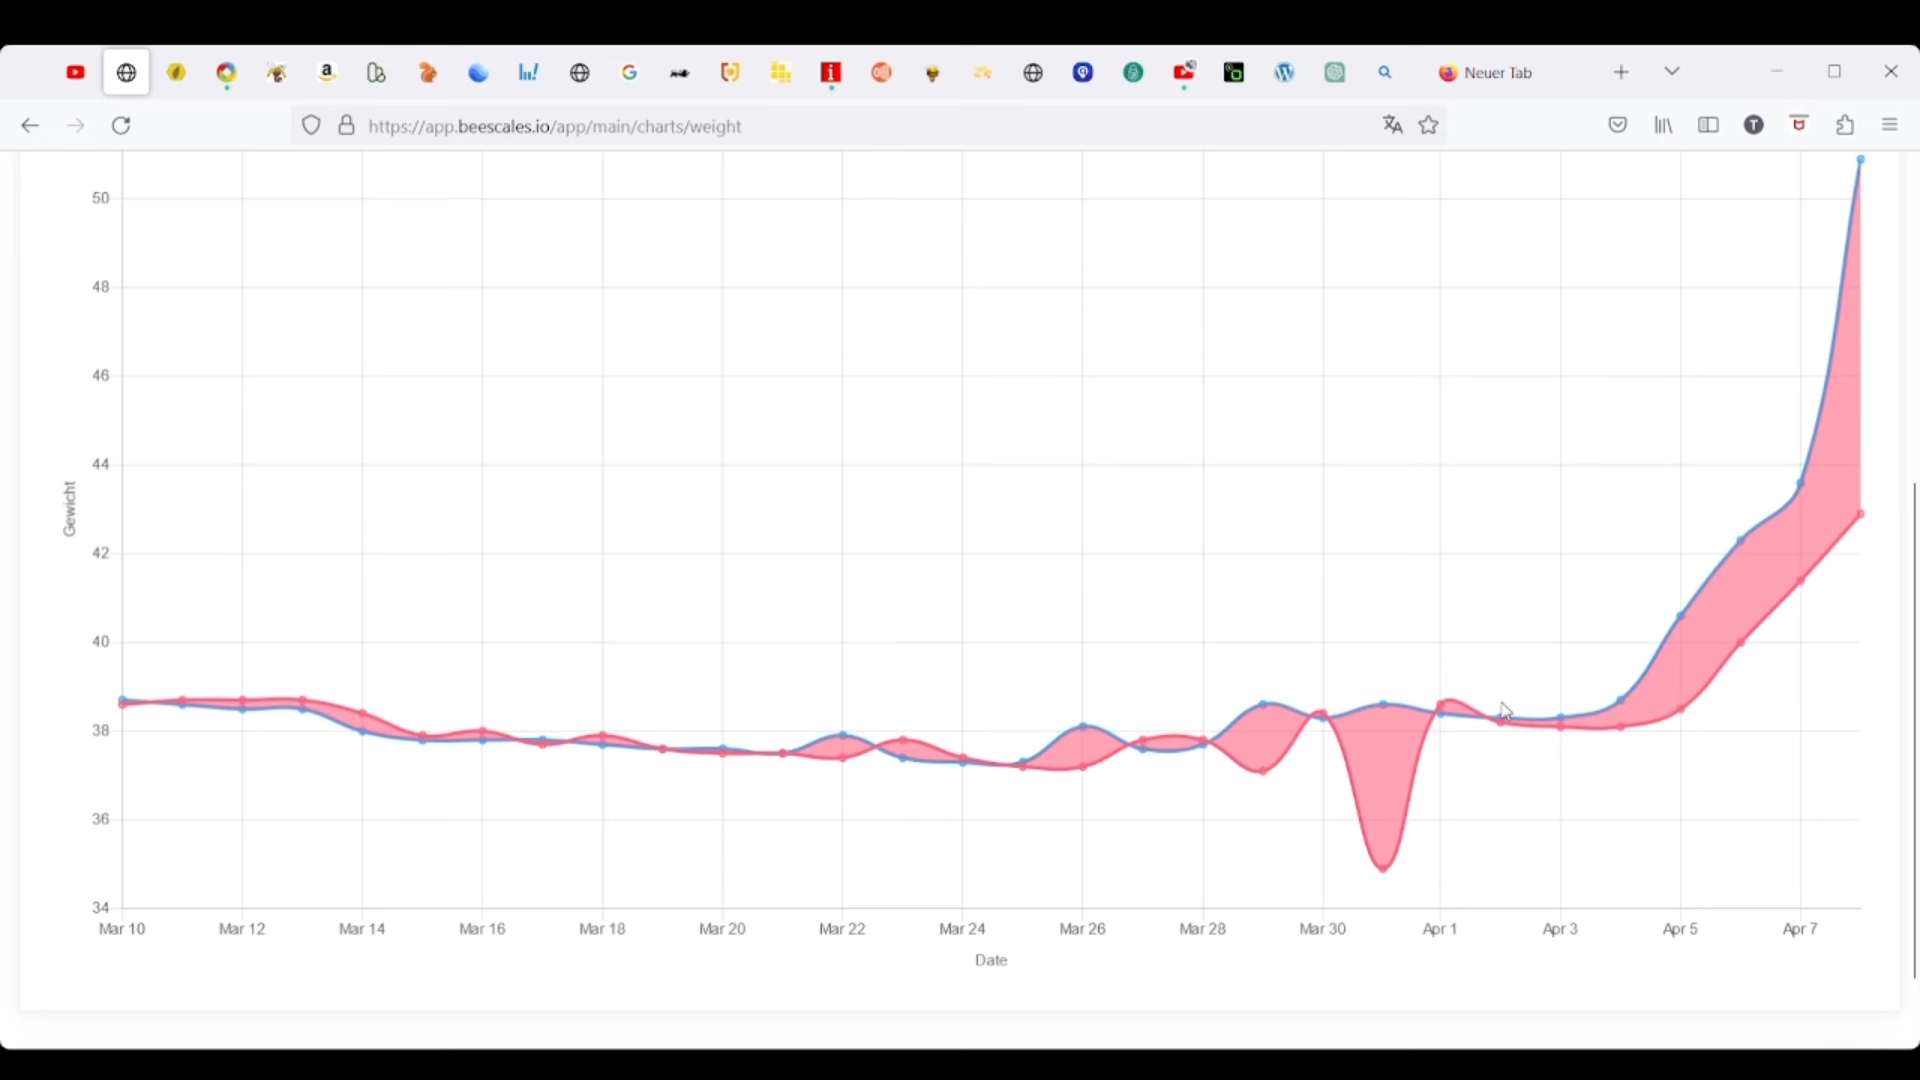 Neuer Tab
https://app.beescales.io/app/main/charts/weight
50
48
46
44
42
40
38
36
34
Gewicht
Mar 10 Mar 12 Mar 14 Mar 16 Mar 18 Mar 20 Mar 22 Mar 24 Mar 26 Mar 28 Mar 30 Apr 1 Apr 3 Apr 5 Apr 7
Date